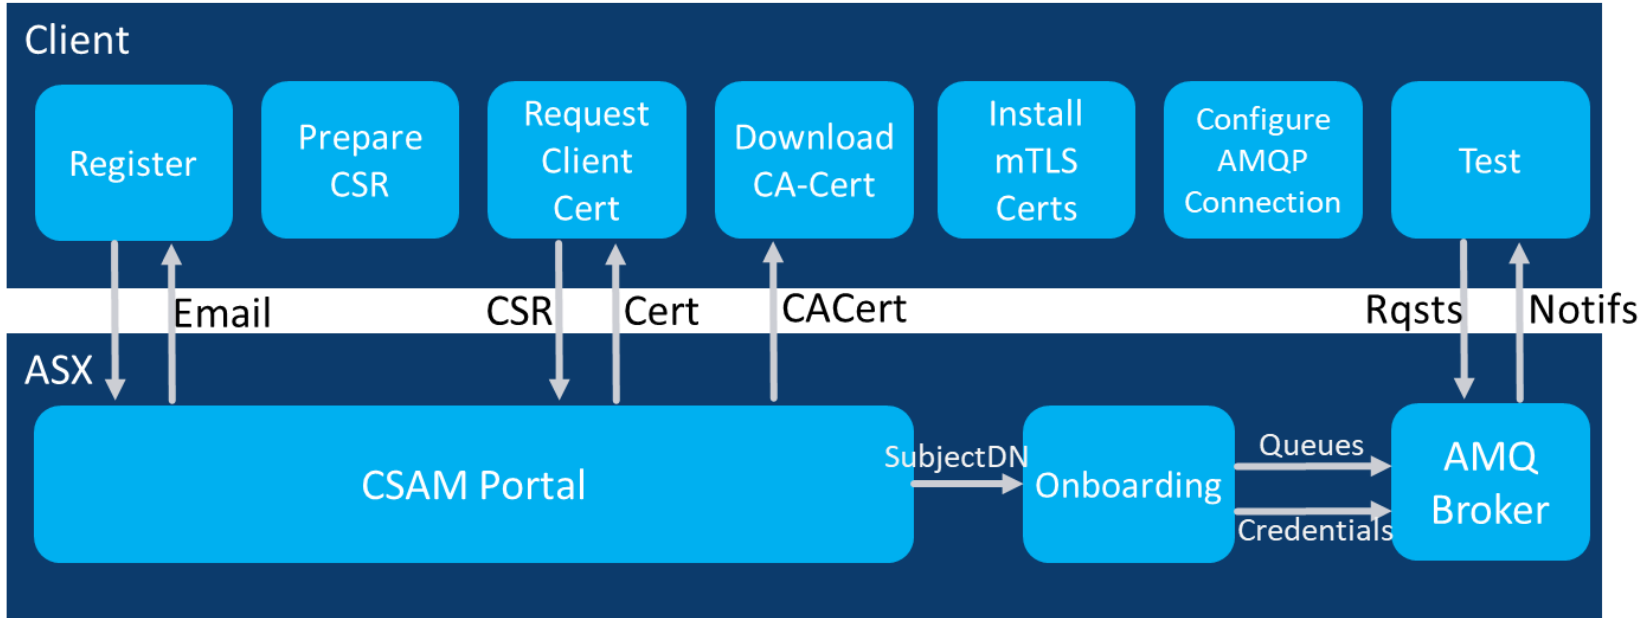 Client
Register
Prepare
CSR
Request
Client
Cert
Download
CA-Cert
Install
mTLS
Certs
Configure
AMQP
Connection
Test
Email
CSR
Cert
CACert
Rqsts
Notifs
ASX
CSAM Portal
SubjectDN
Onboarding
Queues
Credentials
AMQ
Broker